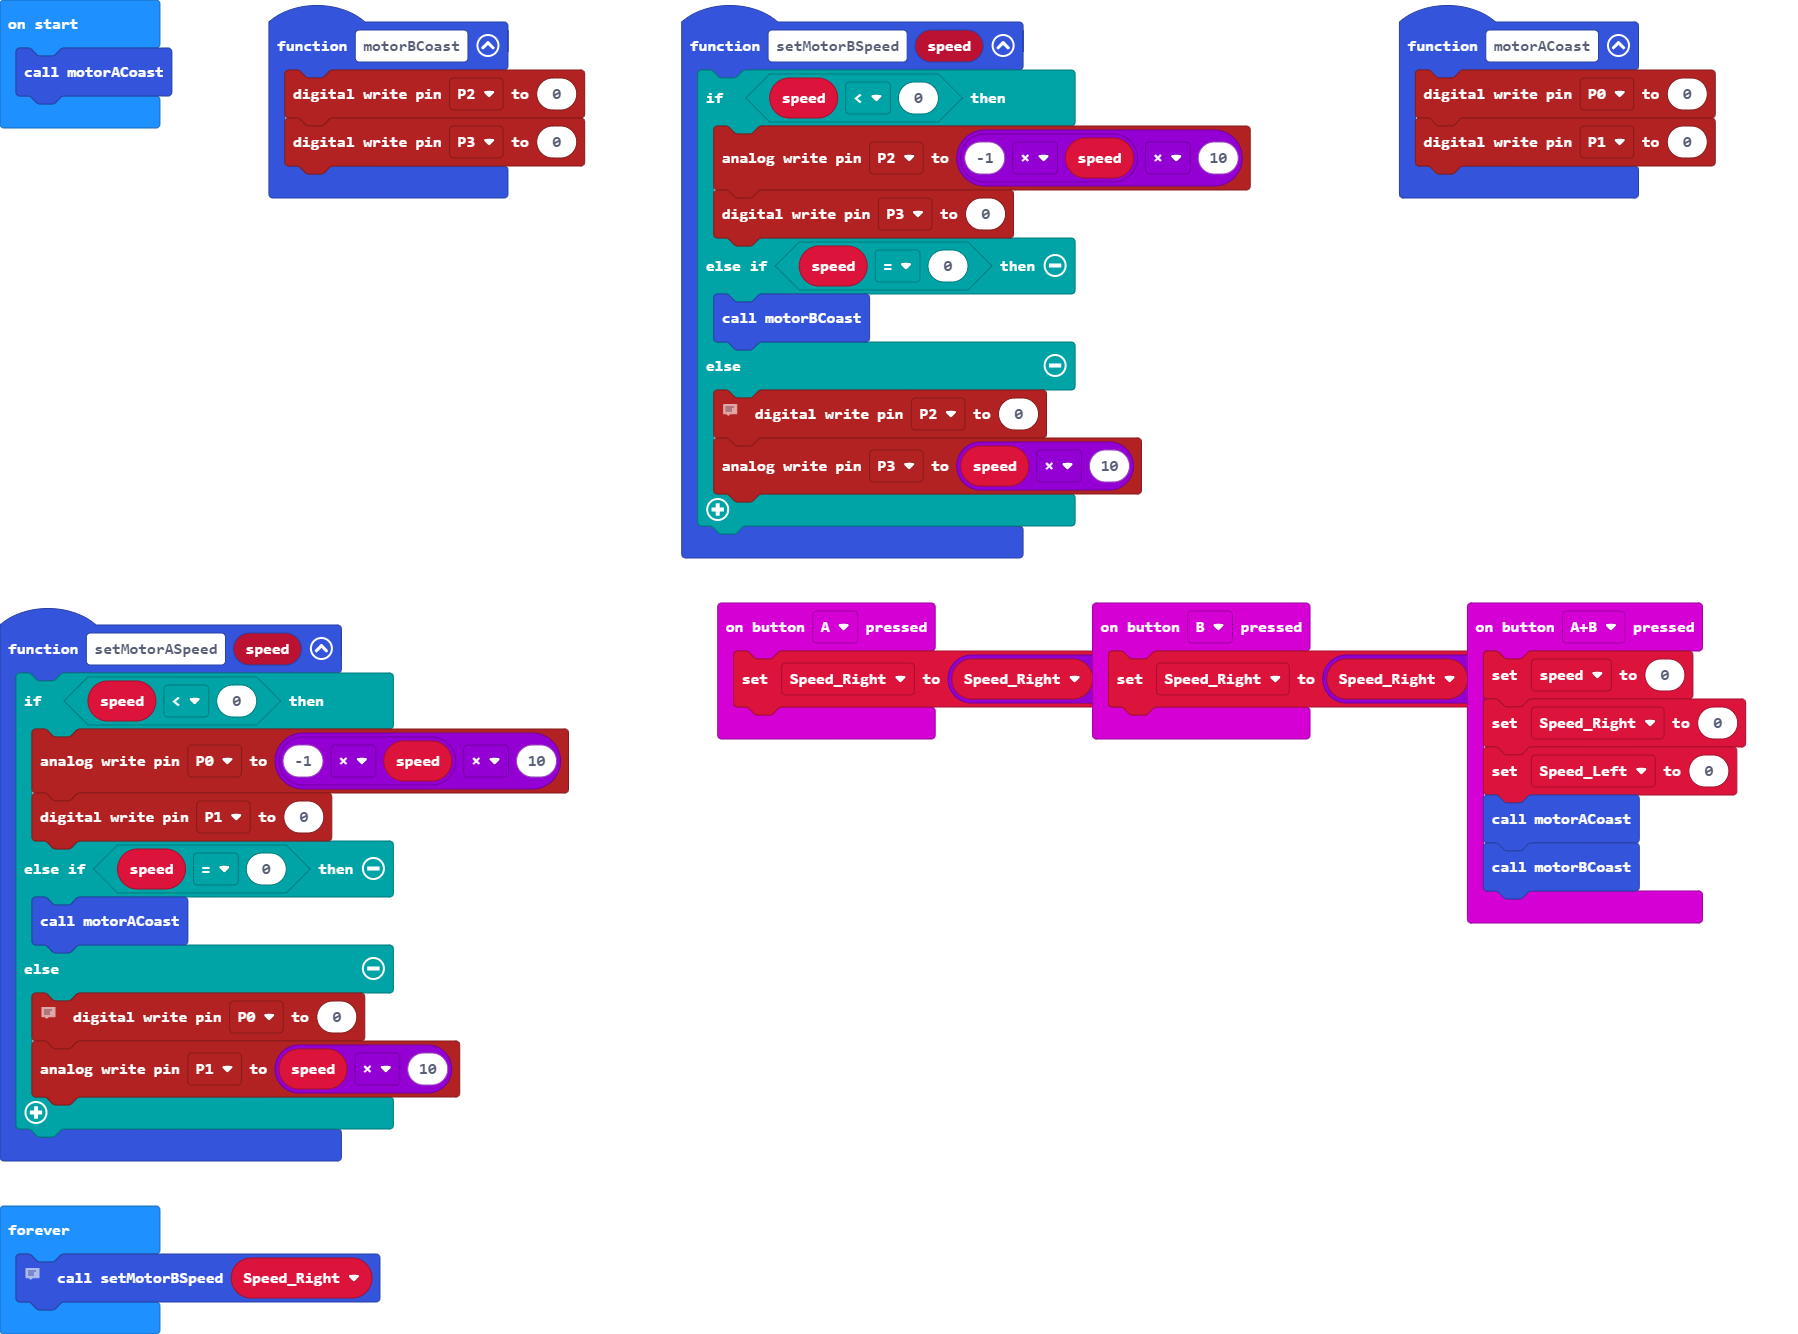 on start
call motorACoast
function motorBCoast
digital write pin P2 to 0
digital write pin P3 to 0
function setMotorBSpeed speed
if speed < 0 then
analog write pin P2 to -1 × speed × 10
digital write pin P3 to 0
else if speed = 0 then
call motorBCoast
else
digital write pin P2 to 0
analog write pin P3 to speed × 10
function motorACoast
digital write pin P0 to 0
digital write pin P1 to 0
function setMotorASpeed speed
if speed < 0 then
analog write pin P0 to -1 × speed × 10
digital write pin P1 to 0
else if speed = 0 then
call motorACoast
else
digital write pin P0 to 0
analog write pin P1 to speed × 10
on button A pressed
set Speed_Right to Speed_Right
on button B pressed
set Speed_Right to Speed_Right
on button A+B pressed
set speed to 0
set Speed_Right to 0
set Speed_Left to 0
call motorACoast
call motorBCoast
forever
call setMotorBSpeed Speed_Right